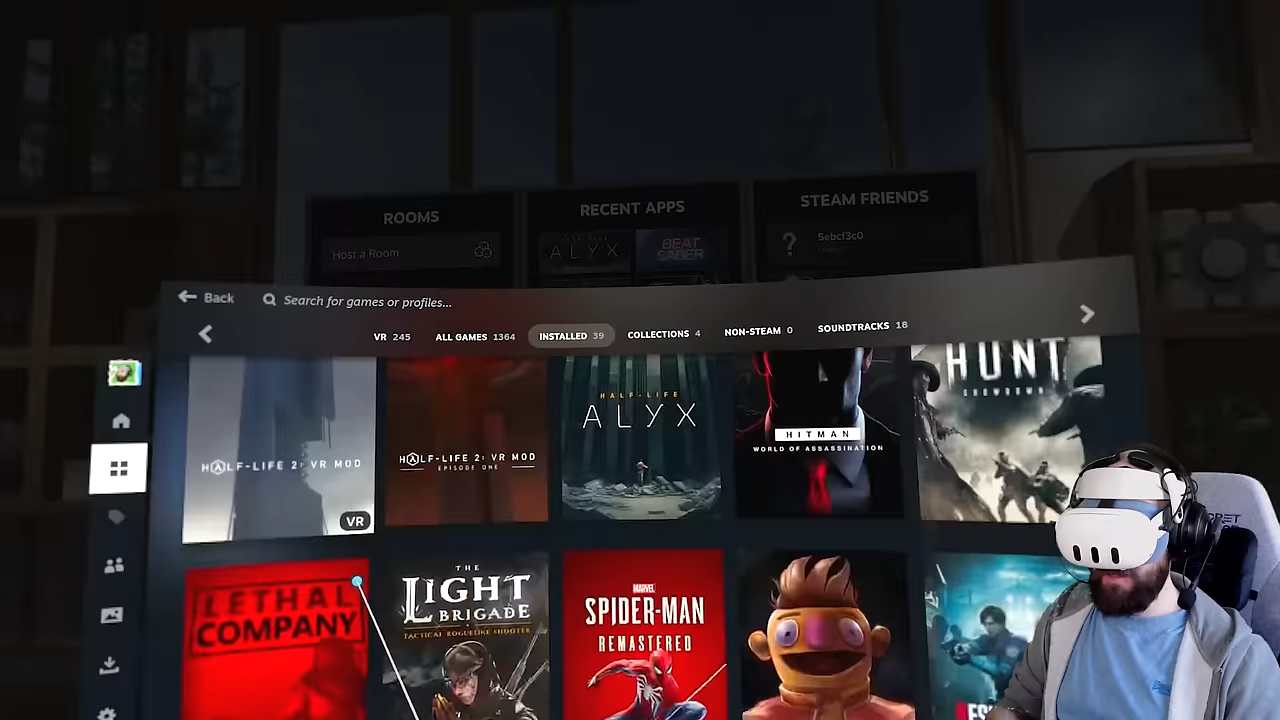 ROOMS
Host a Room
RECENT APPS
ALYX
BEAT SABER
STEAM FRIENDS
?
5ebcf3c0
Back
Search for games or profiles...
VR 245
ALL GAMES 1364
INSTALLED 39
COLLECTIONS 4
NON-STEAM 0
SOUNDTRACKS 18
HALF-LIFE 2: VR MOD
VR
HALF-LIFE 2: VR MOD
EPISODE ONE
HALF-LIFE
ALYX
HITMAN
WORLD OF ASSASSINATION
HUNT
SHOWDOWN
LETHAL
COMPANY
THE
LIGHT
BRIGADE
TACTICAL ROGUELIKE SHOOTER
MARVEL
SPIDER-MAN
REMASTERED